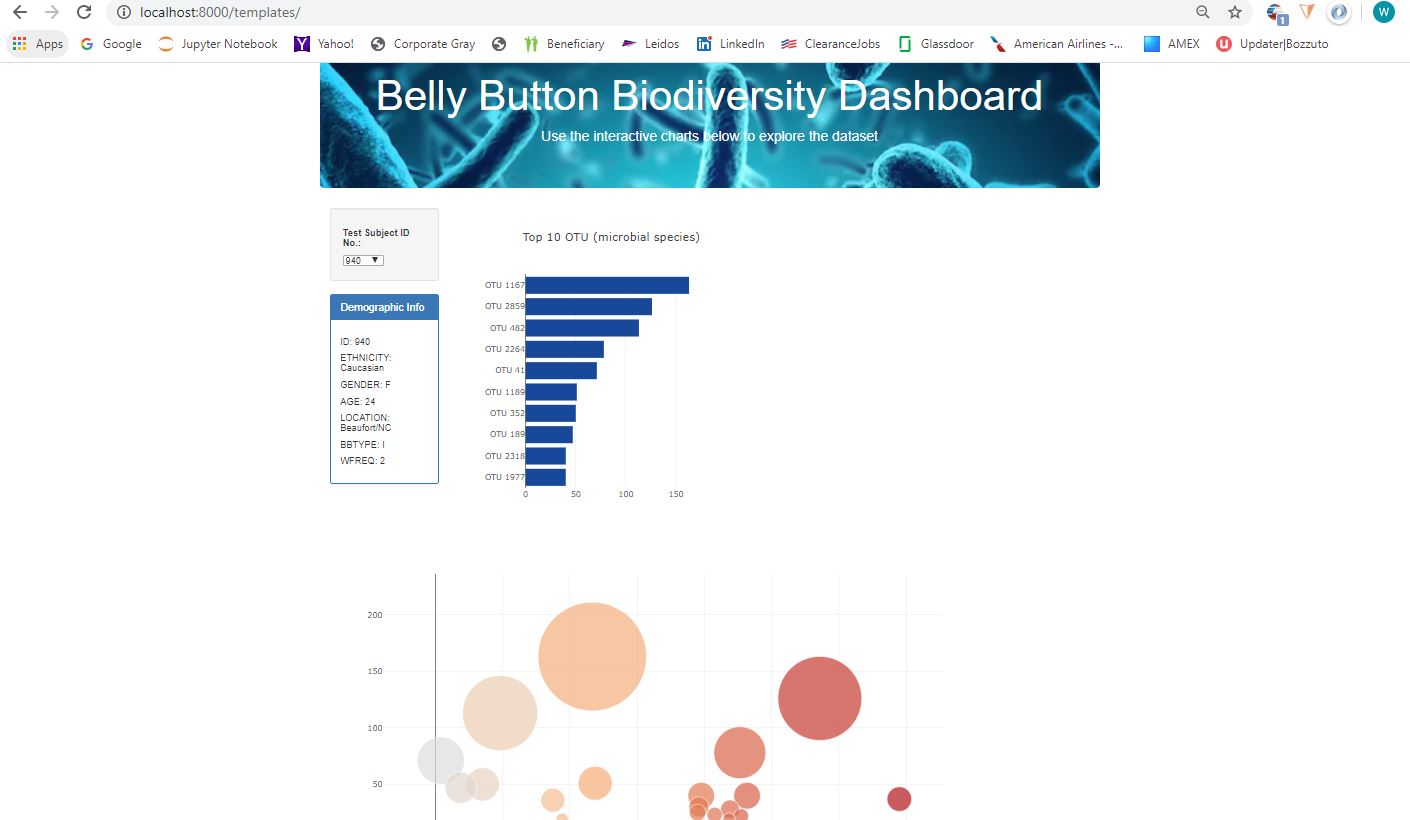 localhost:8000/templates/
1
W
Apps
Google
Jupyter Notebook
Yahoo!
Corporate Gray
Beneficiary
Leidos
LinkedIn
ClearanceJobs
Glassdoor
American Airlines -...
AMEX
Updater|Bozzuto
Belly Button Biodiversity Dashboard
Use the interactive charts below to explore the dataset
Test Subject ID
No.:
940
Demographic Info
ID: 940
ETHNICITY:
Caucasian
GENDER: F
AGE: 24
LOCATION:
Beaufort/NC
BBTYPE: I
WFREQ: 2
Top 10 OTU (microbial species)
OTU 1167
OTU 2859
OTU 482
OTU 2264
OTU 41
OTU 1189
OTU 352
OTU 189
OTU 2318
OTU 1977
0 50 100 150
200
150
100
50